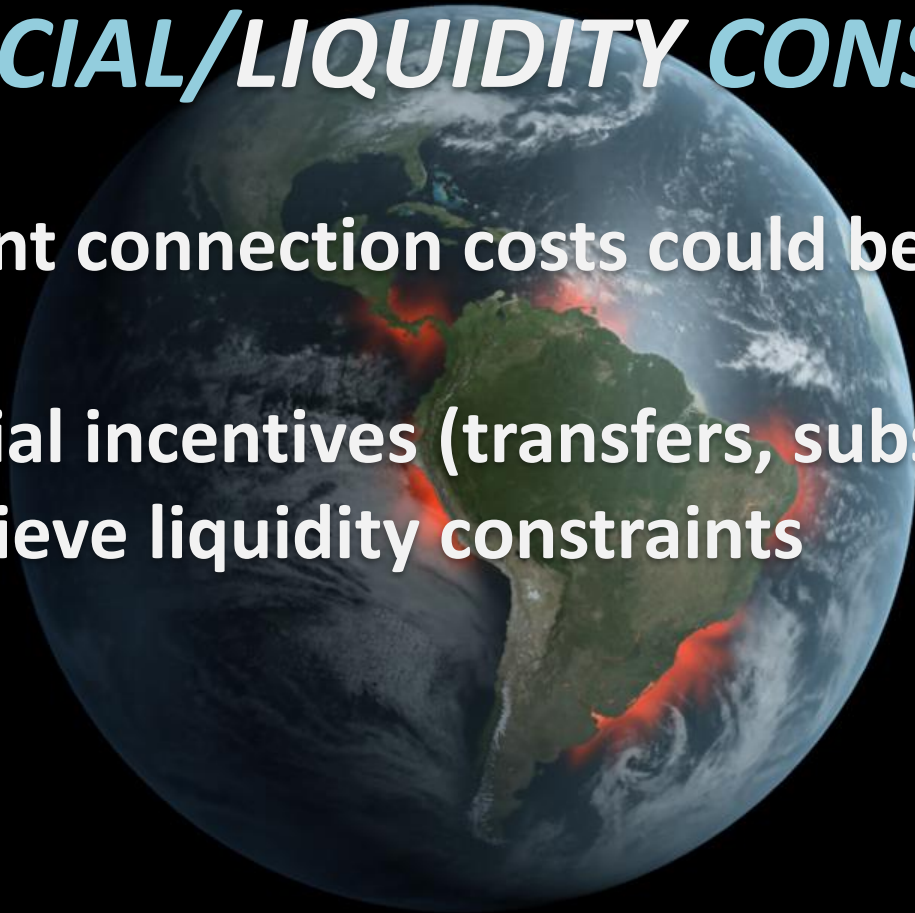 CIAL/LIQUIDITY CONS
nt connection costs could be
ial incentives (transfers, subs
ieve liquidity constraints